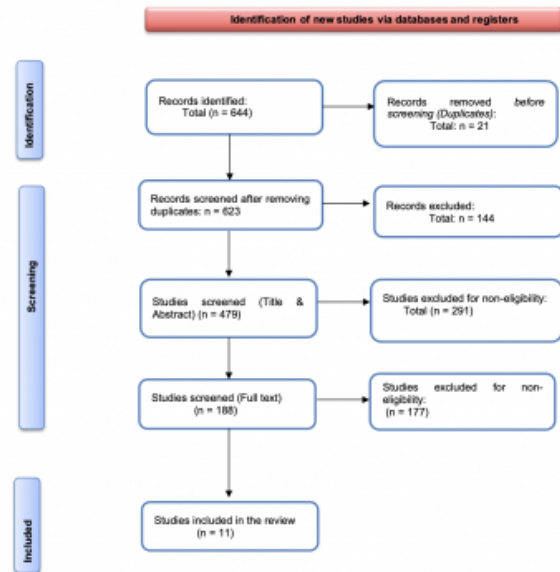 Identification of new studies via databases and registers
Identification
Records identified:
Total (n = 644)
Records removed before
screening (Duplicates):
Total: n = 21
Screening
Records screened after removing
duplicates: n = 623
Records excluded:
Total: n = 144
Studies screened (Title &
Abstract) (n = 479)
Studies excluded for non-eligibility:
Total (n = 291)
Studies screened (Full text)
(n = 188)
Studies excluded for non-
eligibility:
(n = 177)
Included
Studies included in the review
(n = 11)